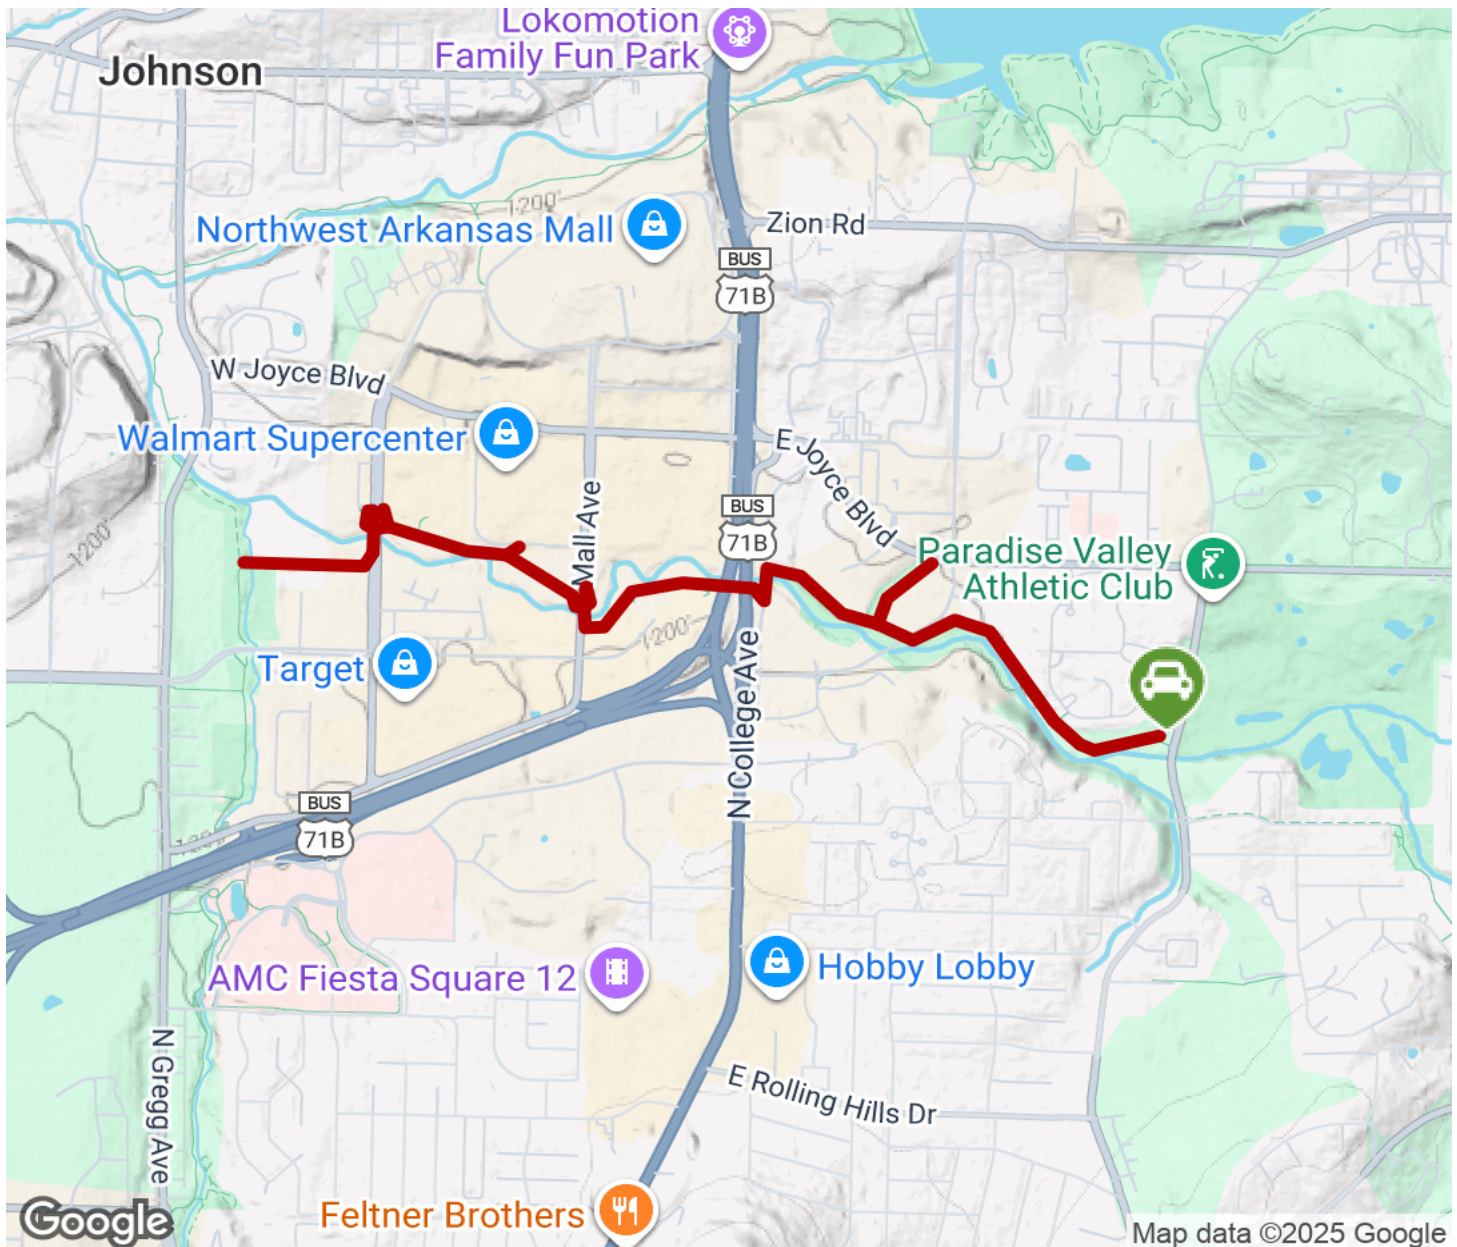 Lokomotion
Family Fun Park
Johnson
1200'
Northwest Arkansas Mall
Zion Rd
BUS
71B
W Joyce Blvd
Walmart Supercenter
E Joyce Blvd
Mall Ave
BUS
71B
1200'
Paradise Valley
Athletic Club
1200'
Target
N College Ave
BUS
71B
1200'
AMC Fiesta Square 12
Hobby Lobby
N Gregg Ave
E Rolling Hills Dr
Feltner Brothers
Google
Map data ©2025 Google